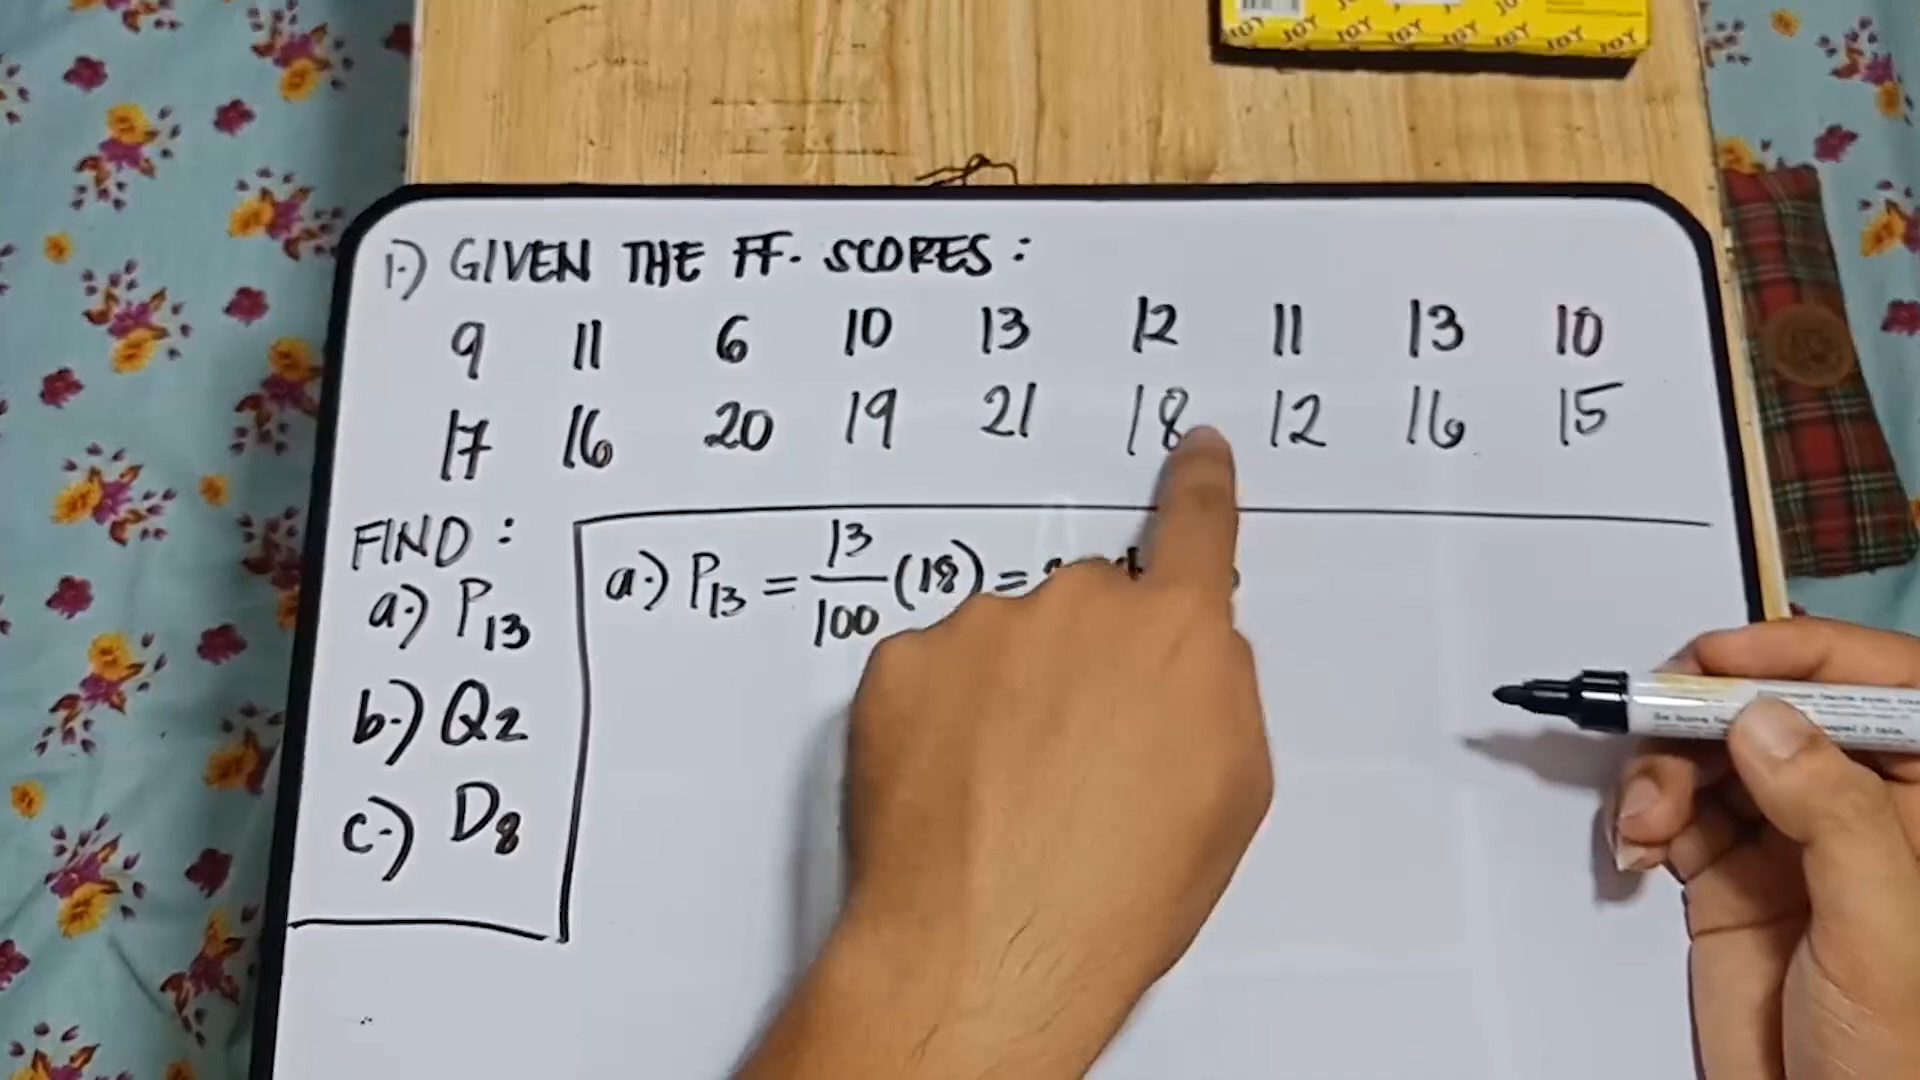 JOY JOY JOY JOY JOY JOY
1.) GIVEN THE FF. SCORES :
9 11 6 10 13 12 11 13 10
17 16 20 19 21 18 12 16 15
FIND :
a.) P13
b.) Q2
c.) D8
a.) P13 = 13/100 (18) =